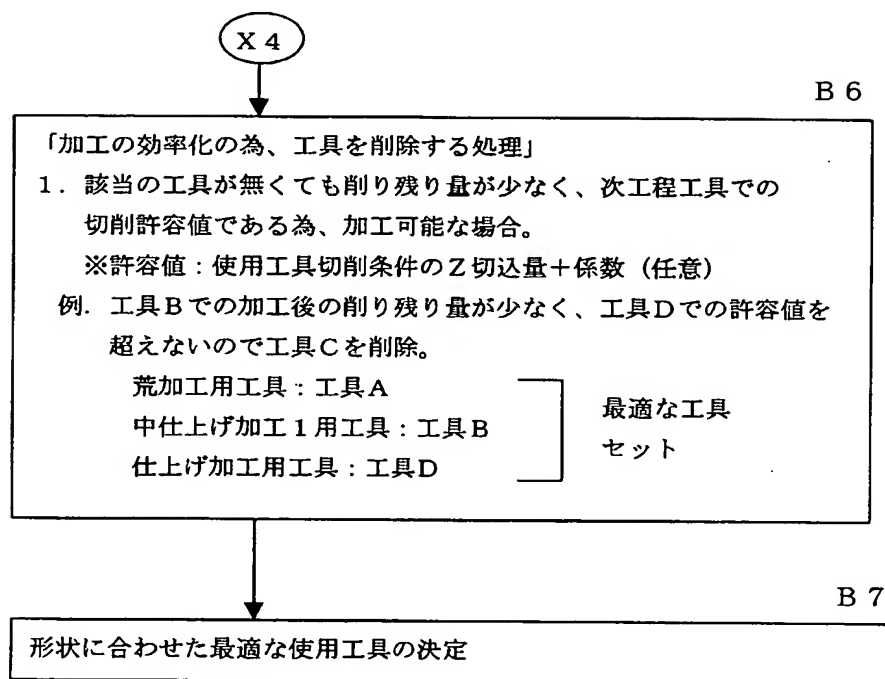 X4
B6
「加工の効率化の為、工具を削除する処理」
1．該当の工具が無くても削り残り量が少なく、次工程工具での
切削許容値である為、加工可能な場合。
※許容値：使用工具切削条件のZ切込量＋係数（任意）
例．工具Bでの加工後の削り残り量が少なく、工具Dでの許容値を
超えないので工具Cを削除。
荒加工用工具：工具A
中仕上げ加工1用工具：工具B
仕上げ加工用工具：工具D
最適な工具
セット
B7
形状に合わせた最適な使用工具の決定